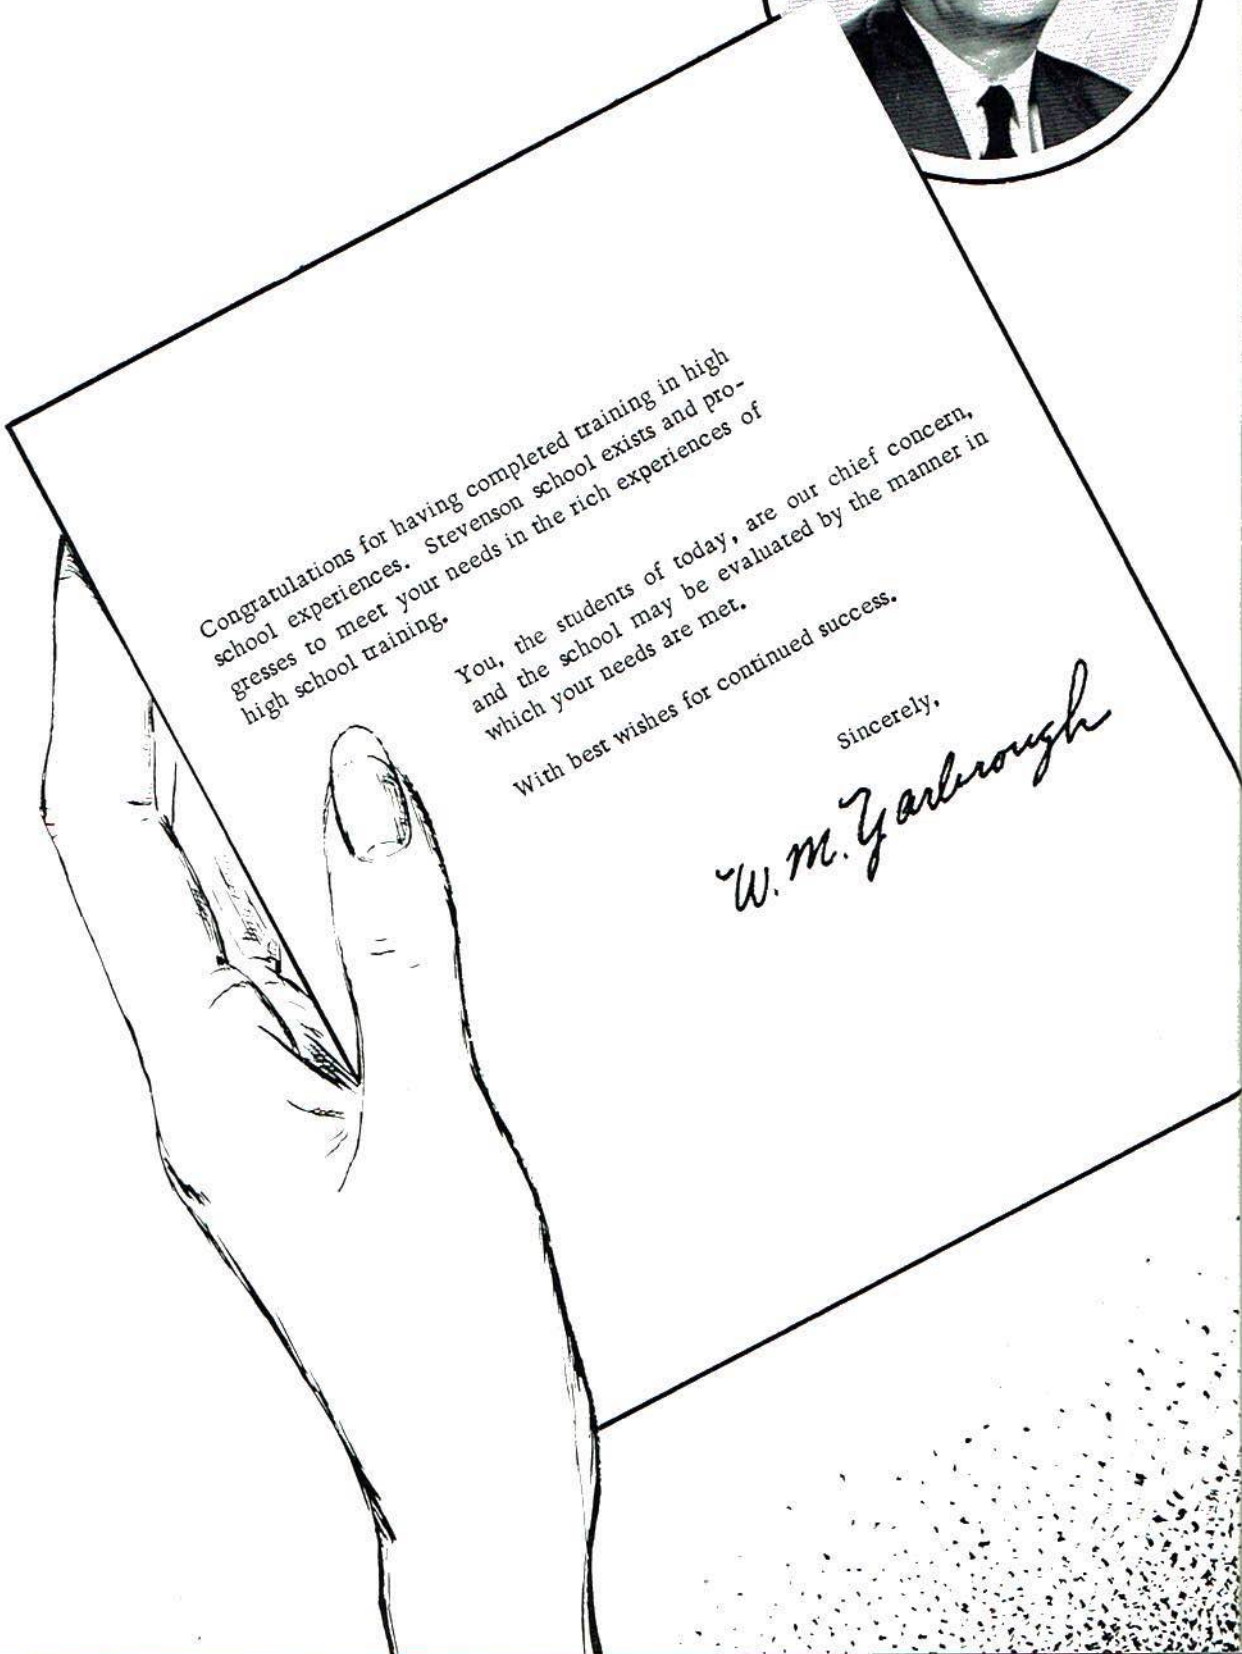 Congratulations for having completed training in high
school experiences. Stevenson school exists and pro-
gresses to meet your needs in the rich experiences of
high school training.
You, the students of today, are our chief concern,
and the school may be evaluated by the manner in
which your needs are met.
With best wishes for continued success.
Sincerely,
W. M. Yarbrough